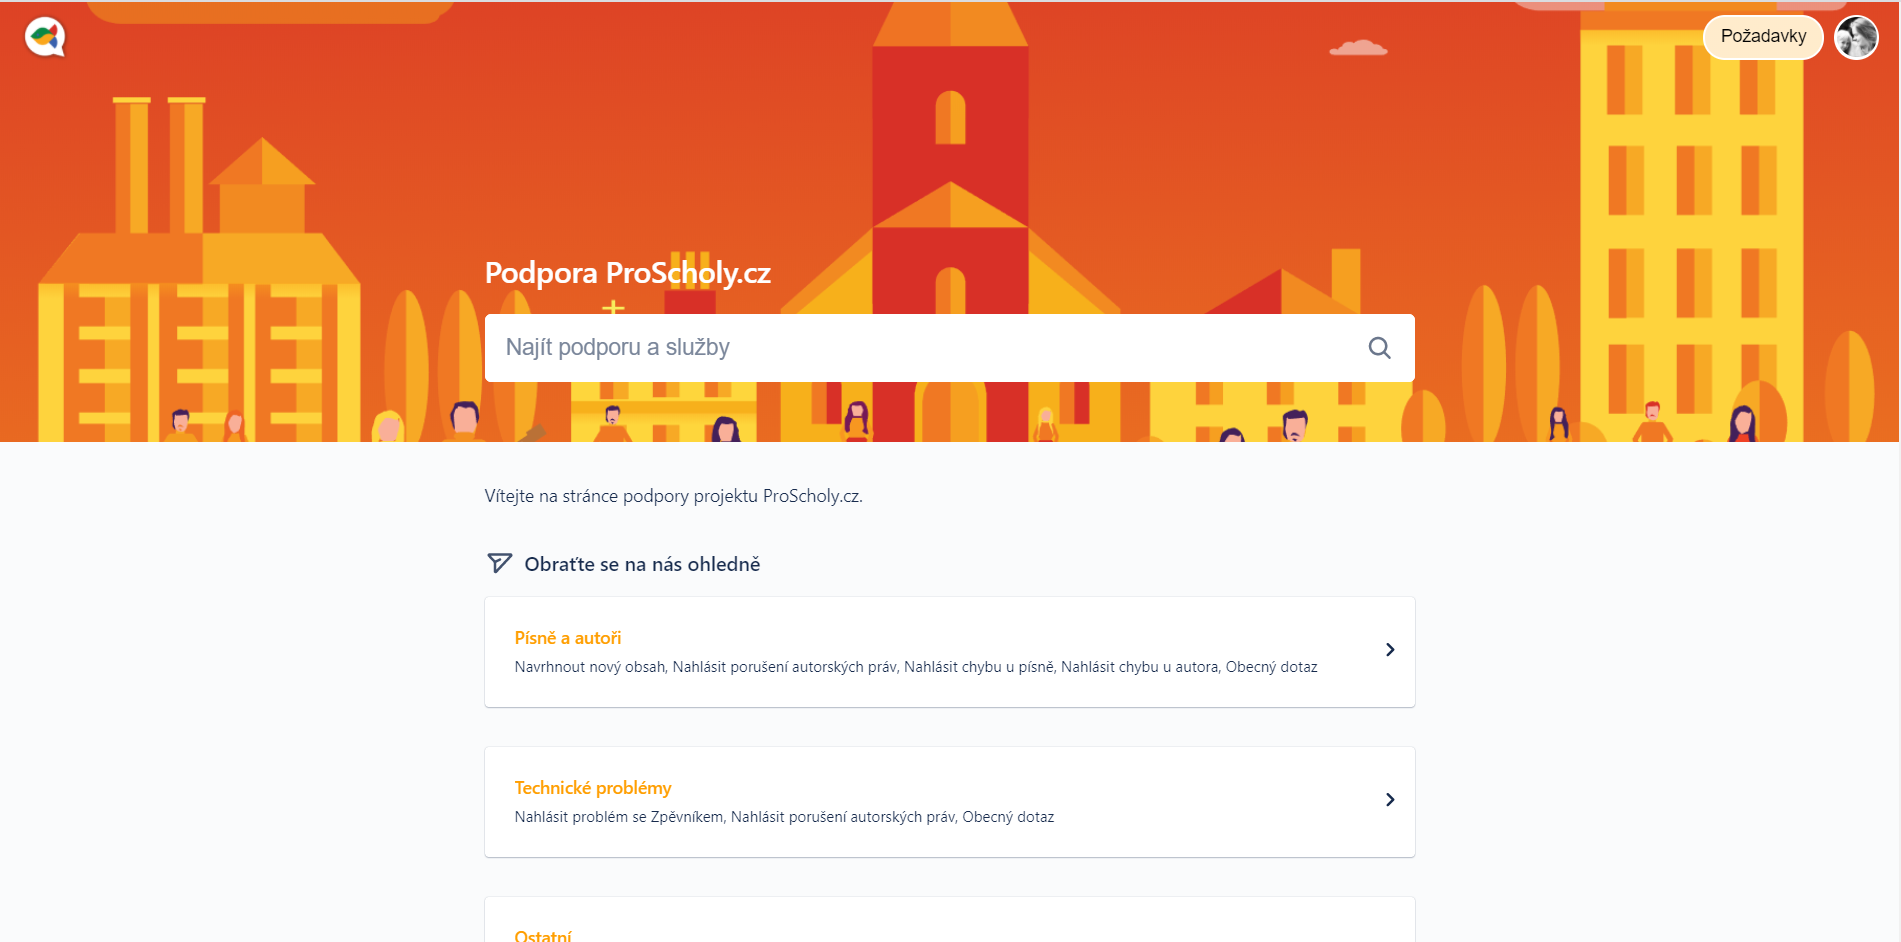 Požadavky
Podpora ProScholy.cz
Najít podporu a služby
Vítejte na stránce podpory projektu ProScholy.cz.
Obraťte se na nás ohledně
Písně a autoři
Navrhnout nový obsah, Nahlásit porušení autorských práv, Nahlásit chybu u písně, Nahlásit chybu u autora, Obecný dotaz
Technické problémy
Nahlásit problém se Zpěvníkem, Nahlásit porušení autorských práv, Obecný dotaz
Ostatní